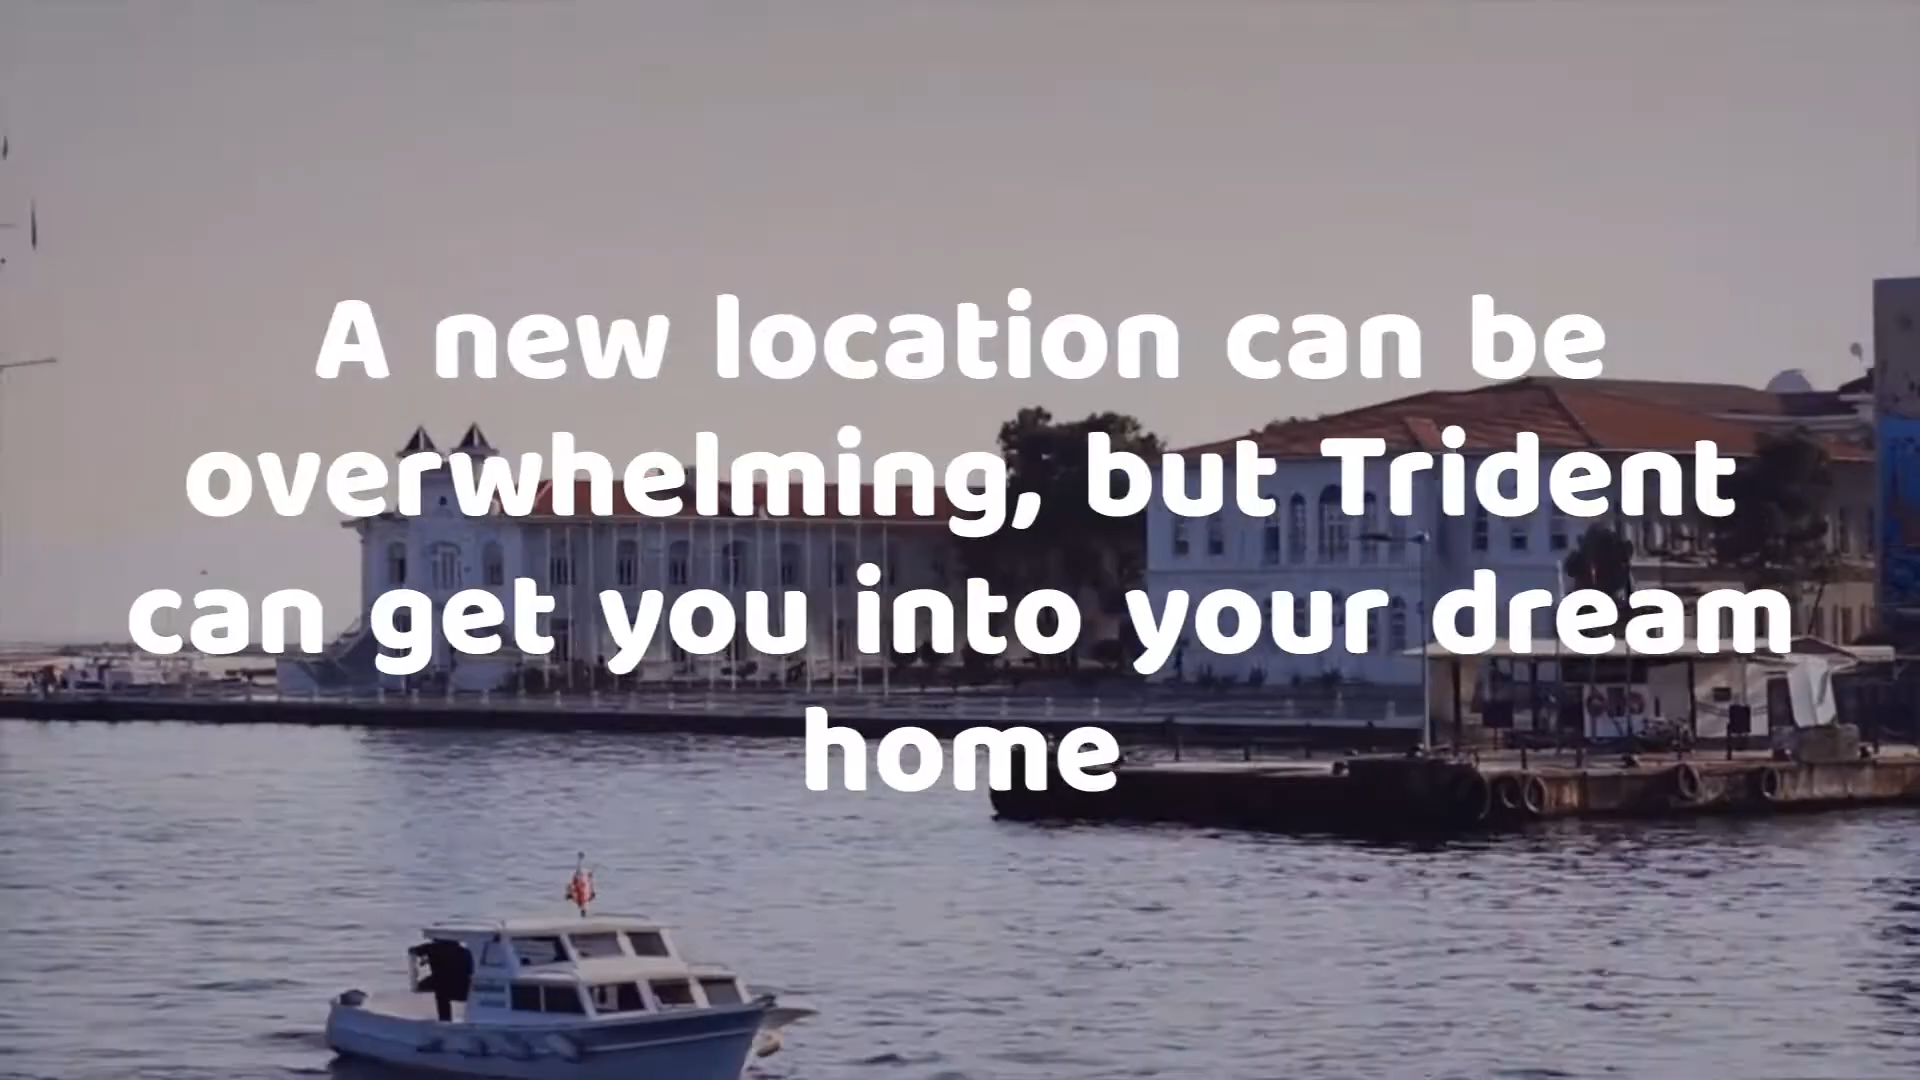 A new location can be
overwhelming, but Trident
can get you into your dream
home